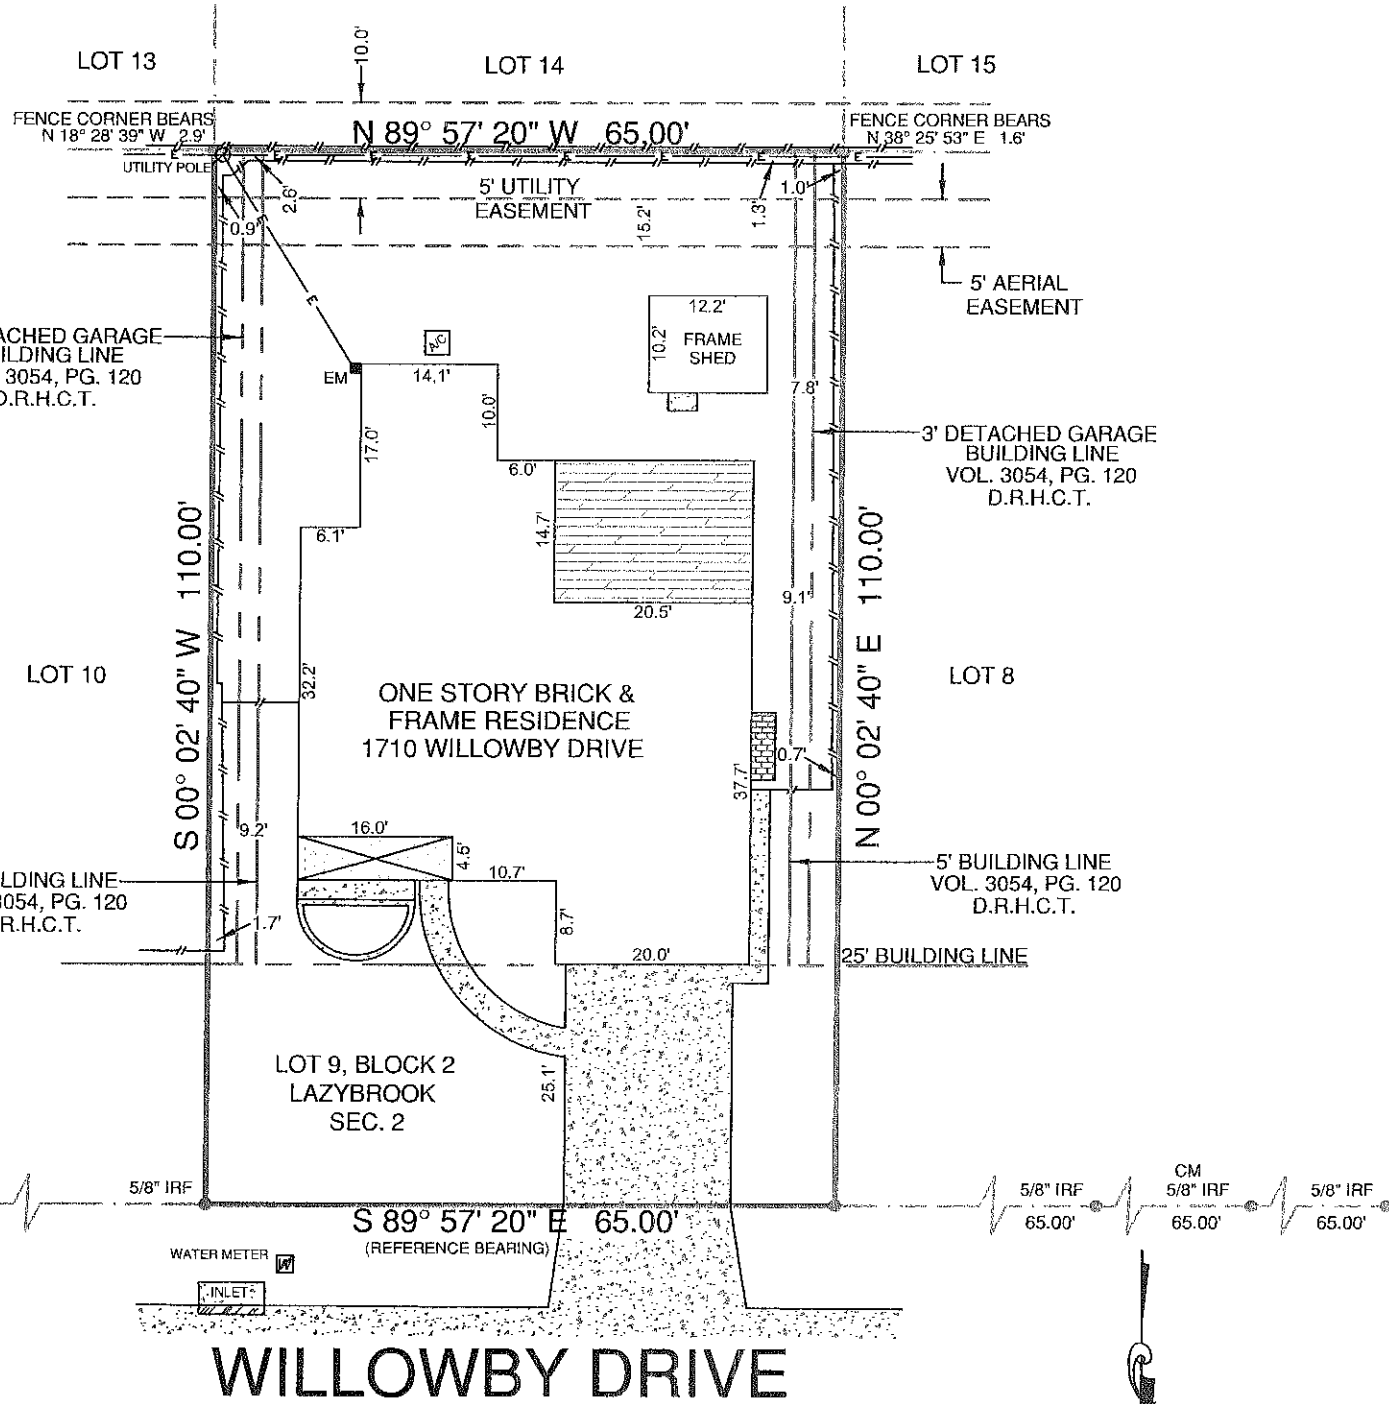 10.0'
LOT 13
LOT 14
LOT 15
FENCE CORNER BEARS
N 18° 28' 39" W 2.9'
N 89° 57' 20" W 65.00'
FENCE CORNER BEARS
N 38° 25' 53" E 1.6'
E E E E E E E
UTILITY POLE
2.6'
5' UTILITY
EASEMENT
15.2'
1.3'
1.0'
0.9'
E
E
5' AERIAL
EASEMENT
12.2'
10.2'
FRAME
SHED
ACHED GARAGE
ILDING LINE
3054, PG. 120
D.R.H.C.T.
A/C
EM
14.1'
10.0'
17.0'
7.8'
3' DETACHED GARAGE
BUILDING LINE
VOL. 3054, PG. 120
D.R.H.C.T.
6.0'
14.7'
6.1'
20.5'
9.1'
S 00° 02' 40" W 110.00'
N 00° 02' 40" E 110.00'
LOT 10
LOT 8
32.2'
ONE STORY BRICK &
FRAME RESIDENCE
1710 WILLOWBY DRIVE
0.7'
37.7'
9.2'
16.0'
4.5'
10.7'
8.7'
LDING LINE
3054, PG. 120
R.H.C.T.
1.7'
5' BUILDING LINE
VOL. 3054, PG. 120
D.R.H.C.T.
20.0'
25' BUILDING LINE
LOT 9, BLOCK 2
LAZYBROOK
SEC. 2
25.1'
5/8" IRF
S 89° 57' 20" E 65.00'
(REFERENCE BEARING)
5/8" IRF
65.00'
CM
5/8" IRF
65.00'
5/8" IRF
65.00'
WATER METER
W
INLET
WILLOWBY DRIVE